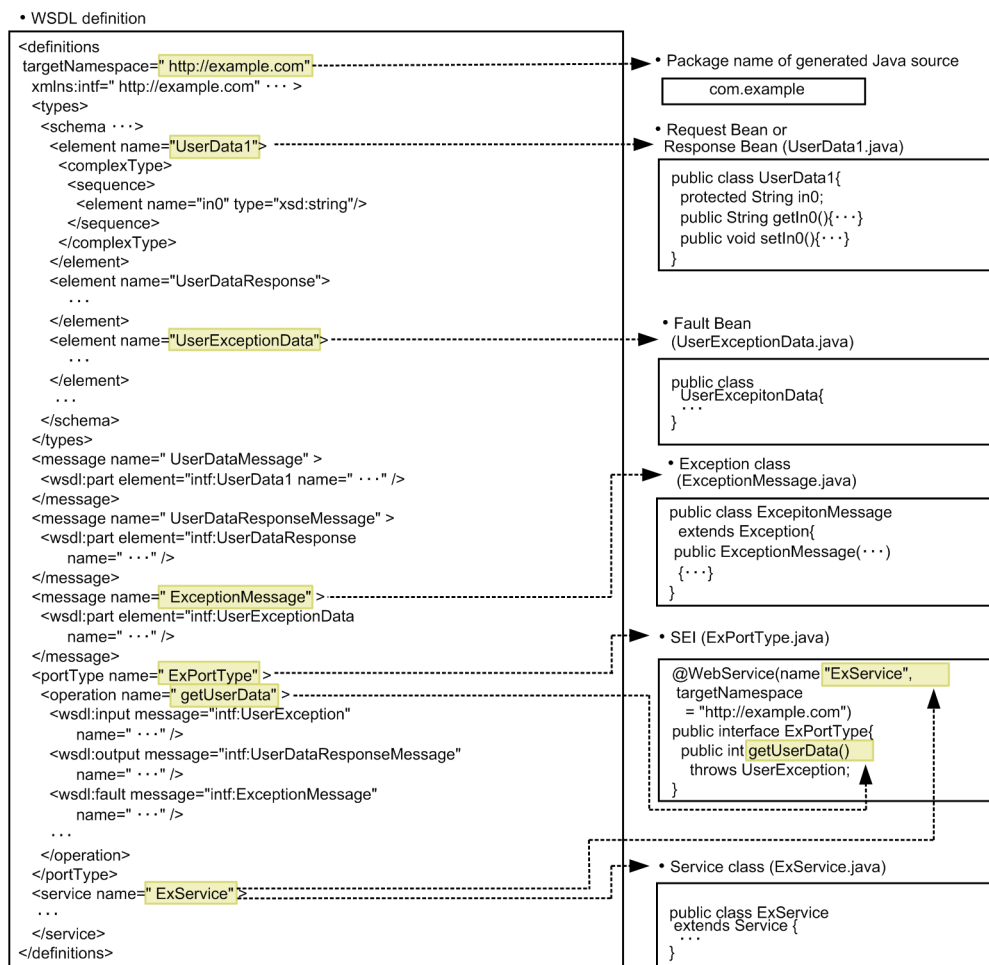 • WSDL definition
<definitions
targetNamespace=" http://example.com"
xmlns:intf=" http://example.com" ··· >
<types>
<schema ···>
<element name="UserData1">
<complexType>
<sequence>
<element name="in0" type="xsd:string"/>
</sequence>
</complexType>
</element>
<element name="UserDataResponse">
···
</element>
<element name="UserExceptionData">
···
</element>
···
</schema>
</types>
<message name=" UserDataMessage" >
<wsdl:part element="intf:UserData1 name=" ···" />
</message>
<message name=" UserDataResponseMessage" >
<wsdl:part element="intf:UserDataResponse
name=" ···" />
</message>
<message name=" ExceptionMessage" >
<wsdl:part element="intf:UserExceptionData
name=" ···" />
</message>
<portType name=" ExPortType" >
<operation name=" getUserData" >
<wsdl:input message="intf:UserException"
name=" ···" />
<wsdl:output message="intf:UserDataResponseMessage"
name=" ···" />
<wsdl:fault message="intf:ExceptionMessage"
name=" ···" />
···
</operation>
</portType>
<service name=" ExService" >
···
</service>
</definitions>
• Package name of generated Java source
com.example
• Request Bean or
Response Bean (UserData1.java)
public class UserData1{
protected String in0;
public String getIn0(){···}
public void setIn0(){···}
}
• Fault Bean
(UserExceptionData.java)
public class
UserExcepitonData{
···
}
• Exception class
(ExceptionMessage.java)
public class ExcepitonMessage
extends Exception{
public ExceptionMessage(···)
{···}
}
• SEI (ExPortType.java)
@WebService(name "ExService",
targetNamespace
= "http://example.com")
public interface ExPortType{
public int getUserData()
throws UserException;
}
• Service class (ExService.java)
public class ExService
extends Service {
···
}